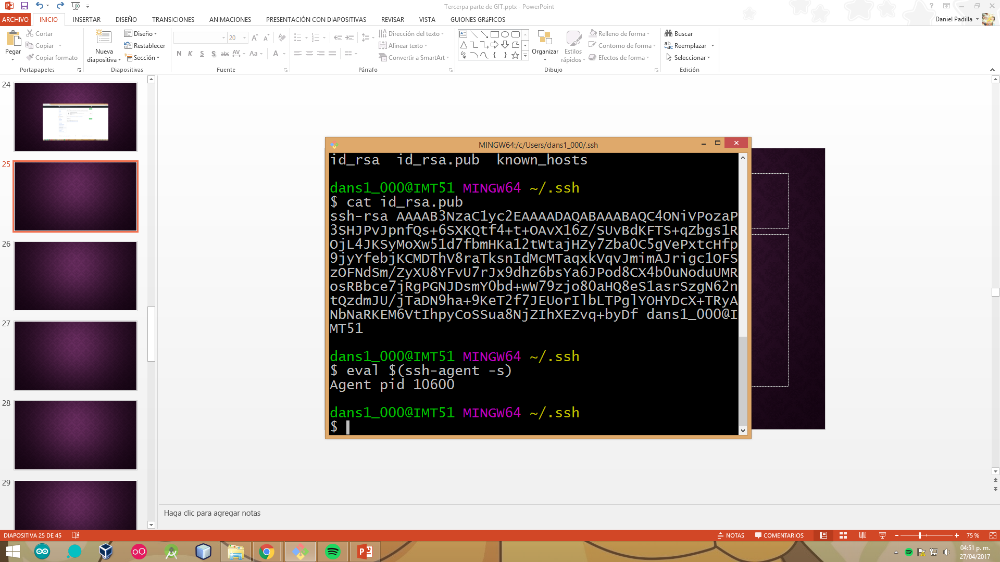 Tercerpa parte de GIT.pptx - PowerPoint
ARCHIVO INICIO INSERTAR DISEÑO TRANSICIONES ANIMACIONES PRESENTACIÓN CON DIAPOSITIVAS REVISAR VISTA GUIONES GRáFICOS
Daniel Padilla
Pegar
Cortar
Copiar
Copiar formato
Portapapeles
Nueva
diapositiva
Diseño
Restablecer
Sección
Diapositivas
20
N K S S abc AV Aa A
Fuente
Dirección del texto
Alinear texto
Convertir a SmartArt
Párrafo
Organizar
Estilos
rápidos
Relleno de forma
Contorno de forma
Efectos de forma
Dibujo
Buscar
Reemplazar
Seleccionar
Edición
24
25
26
27
28
29
MINGW64:/c/Users/dans1_000/.ssh
id_rsa id_rsa.pub known_hosts
dans1_000@IMT51 MINGW64 ~/.ssh
$ cat id_rsa.pub
ssh-rsa AAAAB3NzaC1yc2EAAAADAQABAAABAQC4ONiVPozaP
3SHJPvJpnfQs+6SXKQtf4+t+OAvX16Z/SUvBdKFTS+qZbgs1R
OjL4JKSyMoXw51d7fbmHKa12tWtajHZy7Zba0C5gVePxtcHfp
9jyYfebjKCMDThV8raTksnIdMcMTaqxkVqvJmimAJrigc1OFS
zOFNdSm/ZyXU8YFvU7rJx9dhz6bsYa6JPod8CX4b0uNoduUMR
osRBbce7jRgPGNJDsmY0bd+wW79zjo80aHQ8eS1asrSzgN62n
tQzdmJU/jTaDN9ha+9KeT2f7JEUorIlbLTPglYOHYDcX+TRyA
NbNaRKEM6VtIhpyCoSSua8NjZIhXEZvq+byDf dans1_000@I
MT51
dans1_000@IMT51 MINGW64 ~/.ssh
$ eval $(ssh-agent -s)
Agent pid 10600
dans1_000@IMT51 MINGW64 ~/.ssh
$
Haga clic para agregar notas
DIAPOSITIVA 25 DE 45
NOTAS
COMENTARIOS
75 %
04:51 p. m.
27/04/2017